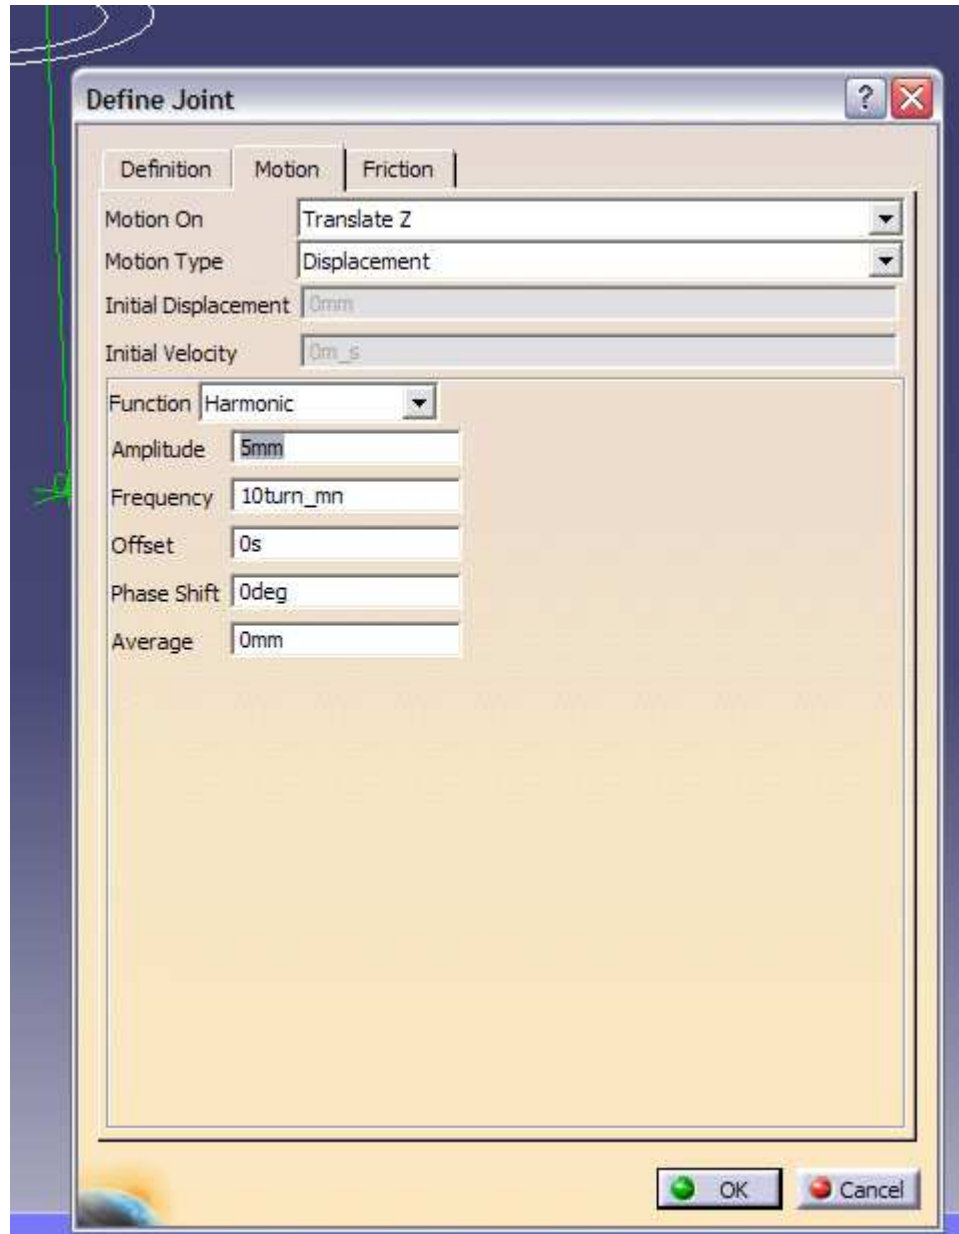 Define Joint ?
Definition Motion Friction
Motion On Translate Z
Motion Type Displacement
Initial Displacement 0mm
Initial Velocity 0m_s
Function Harmonic
Amplitude 5mm
Frequency 10turn_mn
Offset 0s
Phase Shift 0deg
Average 0mm
OK Cancel